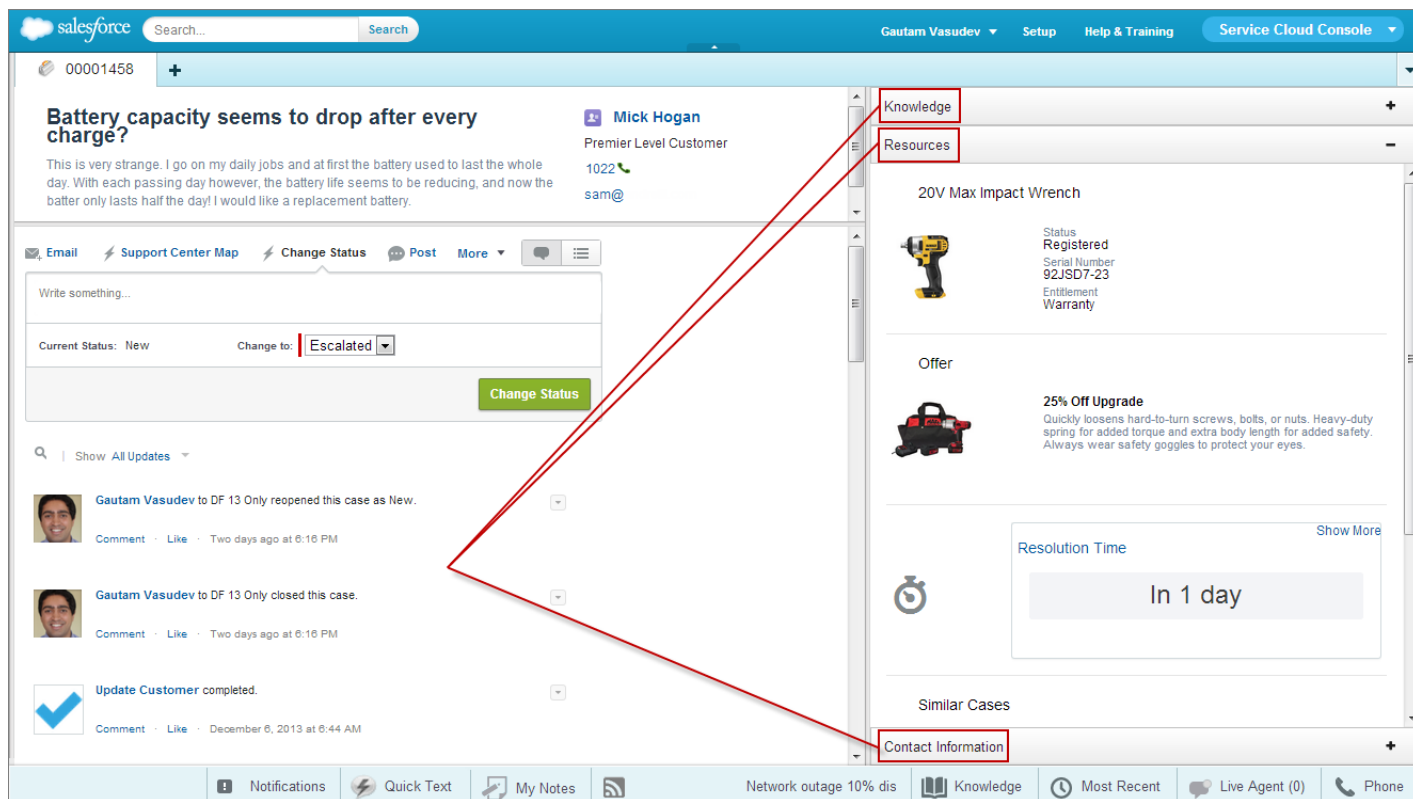 salesforce
Search...
Search
Gautam Vasudev
Setup
Help & Training
Service Cloud Console
00001458
Battery capacity seems to drop after every
charge?
This is very strange. I go on my daily jobs and at first the battery used to last the whole
day. With each passing day however, the battery life seems to be reducing, and now the
batter only lasts half the day! I would like a replacement battery.
Mick Hogan
Premier Level Customer
1022
sam@
Email
Support Center Map
Change Status
Post
More
Write something...
Current Status: New
Change to:
Escalated
Change Status
Show All Updates
Gautam Vasudev to DF 13 Only reopened this case as New.
Comment · Like · Two days ago at 6:16 PM
Gautam Vasudev to DF 13 Only closed this case.
Comment · Like · Two days ago at 6:16 PM
Update Customer completed.
Comment · Like · December 6, 2013 at 6:44 AM
Knowledge
Resources
20V Max Impact Wrench
Status
Registered
Serial Number
92JSD7-23
Entitlement
Warranty
Offer
25% Off Upgrade
Quickly loosens hard-to-turn screws, bolts, or nuts. Heavy-duty
spring for added torque and extra body length for added safety.
Always wear safety goggles to protect your eyes.
Show More
Resolution Time
In 1 day
Similar Cases
Contact Information
Notifications
Quick Text
My Notes
Network outage 10% dis
Knowledge
Most Recent
Live Agent (0)
Phone